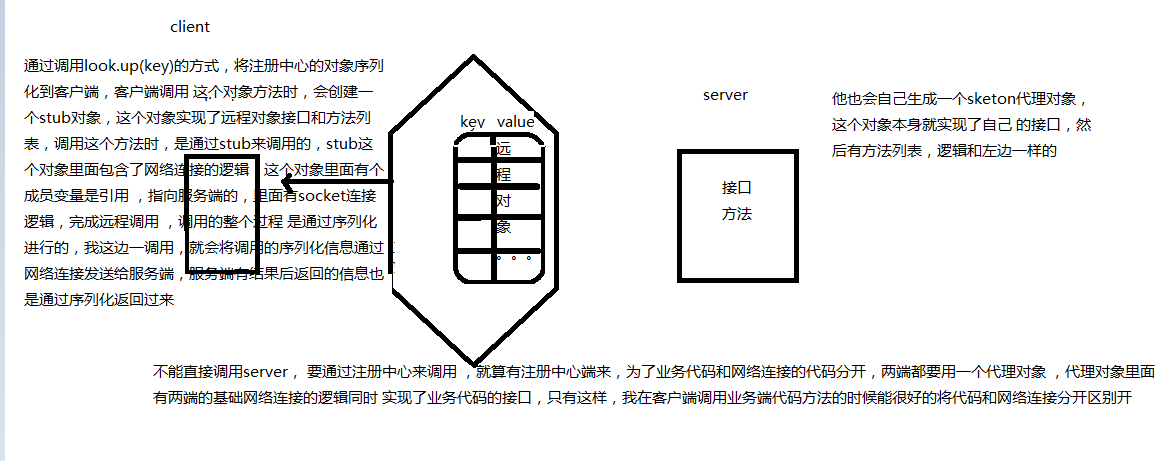 client
通过调用look.up(key)的方式，将注册中心的对象序列
化到客户端，客户端调用 这个对象方法时，会创建一
个stub对象，这个对象实现了远程对象接口和方法列
表，调用这个方法时，是通过stub来调用的，stub这
个对象里面包含了网络连接的逻辑，这个对象里面有个
成员变量是引用 ，指向服务端的，里面有socket连接
逻辑，完成远程调用 ，调用的整个过程 是通过序列化
进行的，我这边一调用，就会将调用的序列化信息通过
网络连接发送给服务端，服务端有结果后返回的信息也
是通过序列化返回过来
key value
远
程
对
象
。。。
server
接口
方法
他也会自己生成一个sketon代理对象，
这个对象本身就实现了自己 的接口，然
后有方法列表，逻辑和左边一样的
不能直接调用server， 要通过注册中心来调用 ，就算有注册中心端来，为了业务代码和网络连接的代码分开，两端都要用一个代理对象 ，代理对象里面
有两端的基础网络连接的逻辑同时 实现了业务代码的接口，只有这样，我在客户端调用业务端代码方法的时候能很好的将代码和网络连接分开区别开